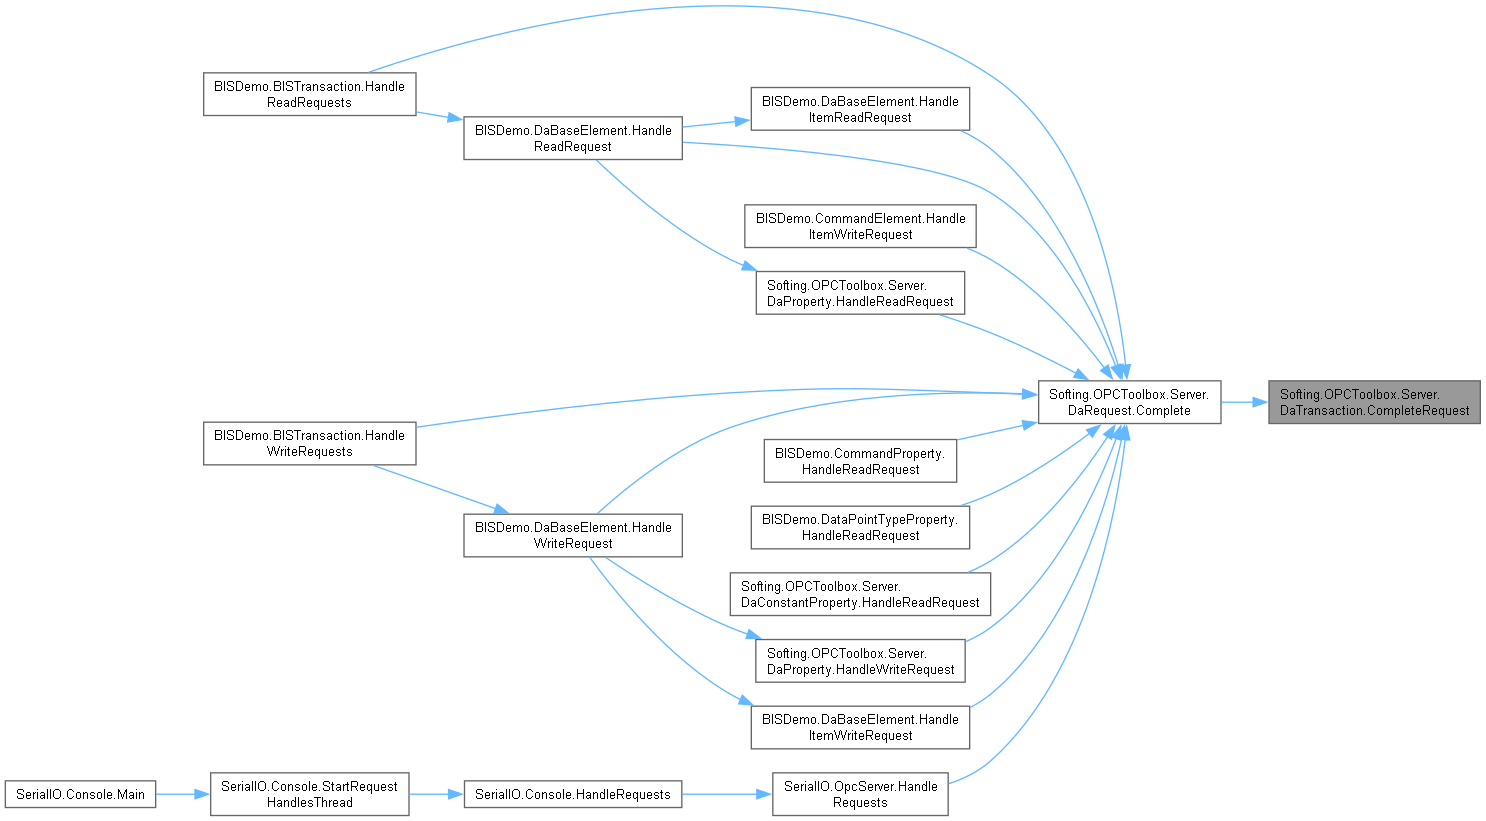 BISDemo.BISTransaction.Handle
ReadRequests
BISDemo.DaBaseElement.Handle
ReadRequest
BISDemo.DaBaseElement.Handle
ItemReadRequest
BISDemo.CommandElement.Handle
ItemWriteRequest
Softing.OPCToolbox.Server.
DaProperty.HandleReadRequest
Softing.OPCToolbox.Server.
DaRequest.Complete
Softing.OPCToolbox.Server.
DaTransaction.CompleteRequest
BISDemo.BISTransaction.Handle
WriteRequests
BISDemo.CommandProperty.
HandleReadRequest
BISDemo.DaBaseElement.Handle
WriteRequest
BISDemo.DataPointTypeProperty.
HandleReadRequest
Softing.OPCToolbox.Server.
DaConstantProperty.HandleReadRequest
Softing.OPCToolbox.Server.
DaProperty.HandleWriteRequest
BISDemo.DaBaseElement.Handle
ItemWriteRequest
SerialIO.Console.Main
SerialIO.Console.StartRequest
HandlesThread
SerialIO.Console.HandleRequests
SerialIO.OpcServer.Handle
Requests